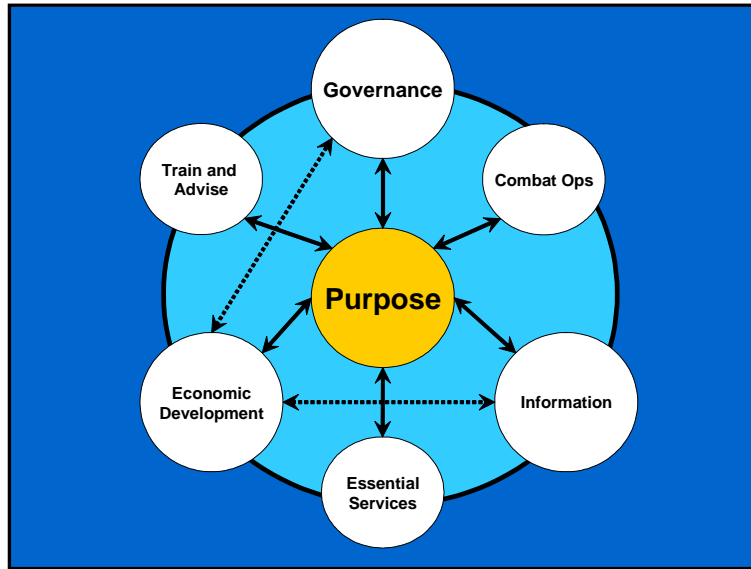 Governance
Train and
Advise
Combat Ops
Purpose
Economic
Development
Information
Essential
Services